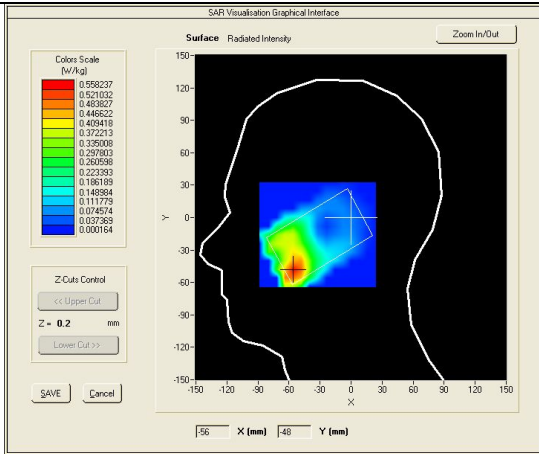 SAR Visualisation Graphical Interface
Surface Radiated Intensity
Zoom In/Out
Colors Scale
(W/kg)
0.558237
0.521032
0.483827
0.446622
0.409418
0.372213
0.335008
0.297803
0.260598
0.223393
0.186189
0.148984
0.111779
0.074574
0.037369
0.000164
Z-Cuts Control
<< Upper Cut
Z = 0.2 mm
Lower Cut >>
SAVE Cancel
150
120
90
60
30
0
-30
-60
-90
-120
-150
Y
-150 -120 -90 -60 -30 0 30 60 90 120 150
X
-56 X (mm) -48 Y (mm)